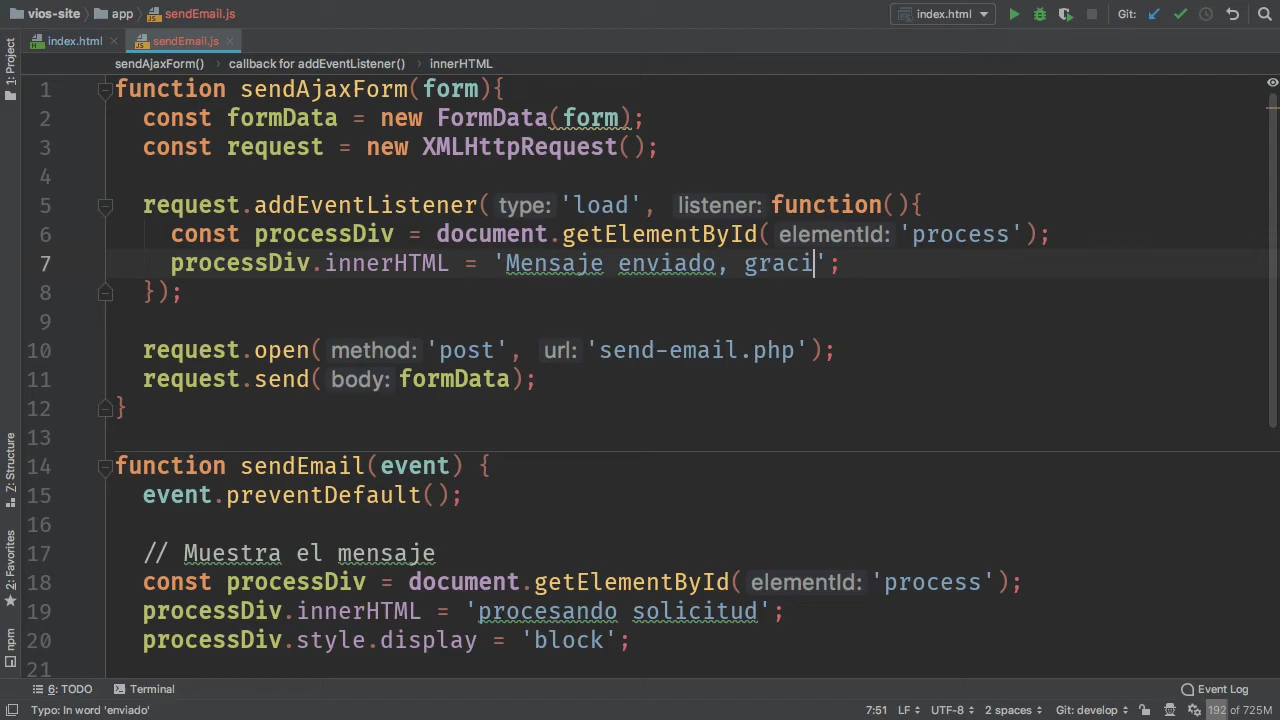 vios-site app sendEmail.js index.html Git:
index.html sendEmail.js
sendAjaxForm() callback for addEventListener() innerHTML
1: Project
7: Structure
2: Favorites
npm
1 function sendAjaxForm(form){
2 const formData = new FormData(form);
3 const request = new XMLHttpRequest();
4
5 request.addEventListener( type: 'load', listener: function(){
6 const processDiv = document.getElementById( elementId: 'process');
7 processDiv.innerHTML = 'Mensaje enviado, graci';
8 });
9
10 request.open( method: 'post', url: 'send-email.php');
11 request.send( body: formData);
12 }
13
14 function sendEmail(event) {
15 event.preventDefault();
16
17 // Muestra el mensaje
18 const processDiv = document.getElementById( elementId: 'process');
19 processDiv.innerHTML = 'procesando solicitud';
20 processDiv.style.display = 'block';
21
6: TODO Terminal Event Log
Typo: In word 'enviado' 7:51 LF UTF-8 2 spaces Git: develop 192 of 725M